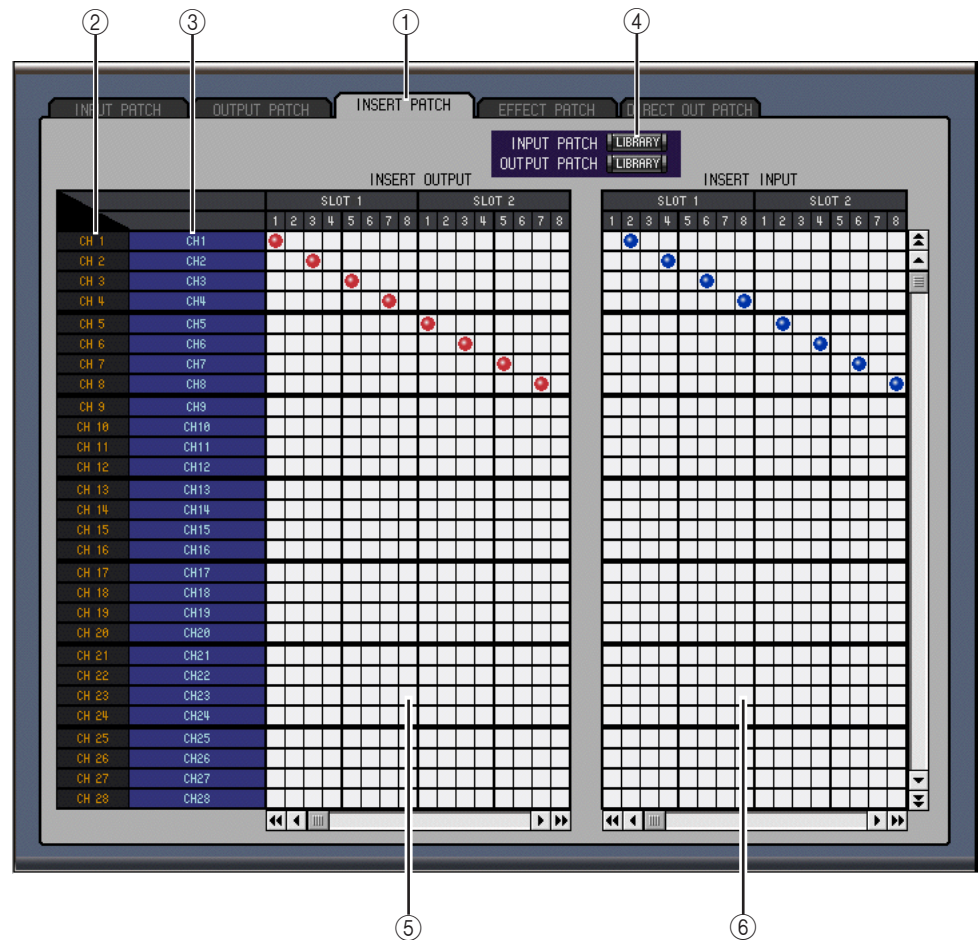 ② ③ ① ④
INPUT PATCH OUTPUT PATCH INSERT PATCH EFFECT PATCH DIRECT OUT PATCH
INPUT PATCH LIBRARY
OUTPUT PATCH LIBRARY
INSERT OUTPUT INSERT INPUT
SLOT 1 SLOT 2 SLOT 1 SLOT 2
1 2 3 4 5 6 7 8 1 2 3 4 5 6 7 8 1 2 3 4 5 6 7 8 1 2 3 4 5 6 7 8
CH 1 CH1
CH 2 CH2
CH 3 CH3
CH 4 CH4
CH 5 CH5
CH 6 CH6
CH 7 CH7
CH 8 CH8
CH 9 CH9
CH 10 CH10
CH 11 CH11
CH 12 CH12
CH 13 CH13
CH 14 CH14
CH 15 CH15
CH 16 CH16
CH 17 CH17
CH 18 CH18
CH 19 CH19
CH 20 CH20
CH 21 CH21
CH 22 CH22
CH 23 CH23
CH 24 CH24
CH 25 CH25
CH 26 CH26
CH 27 CH27
CH 28 CH28
⑤ ⑥